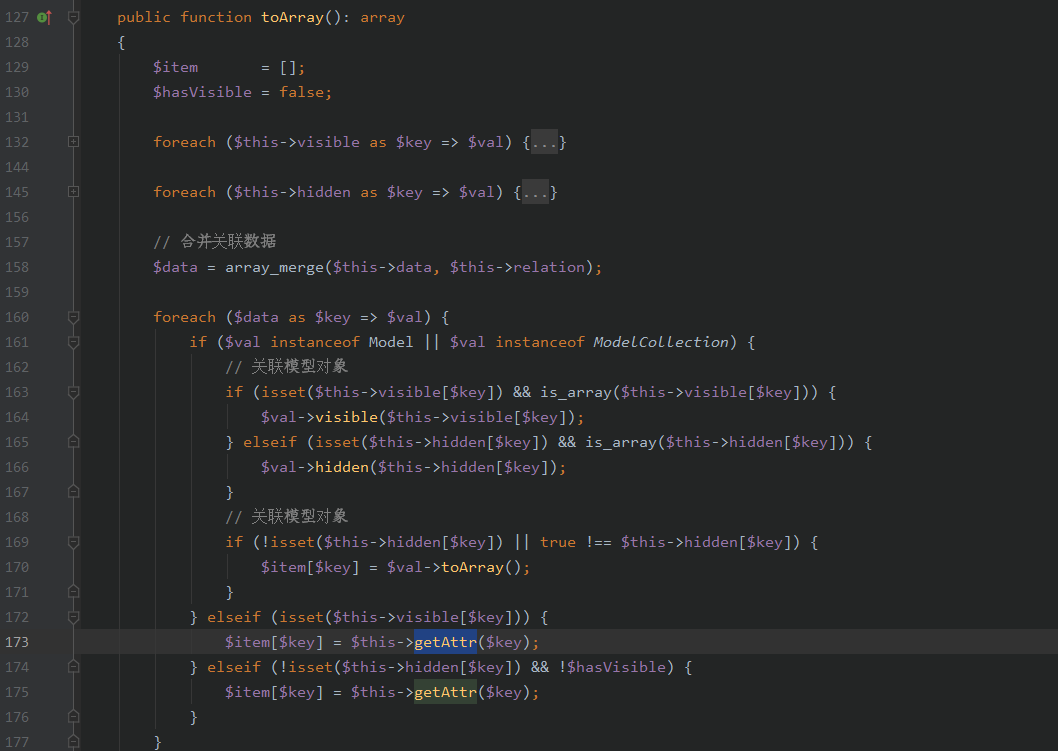 127 public function toArray(): array
128 {
129 $item       = [];
130 $hasVisible = false;
131
132 foreach ($this->visible as $key => $val) {...}
144
145 foreach ($this->hidden as $key => $val) {...}
156
157 // 合并关联数据
158 $data = array_merge($this->data, $this->relation);
159
160 foreach ($data as $key => $val) {
161 if ($val instanceof Model || $val instanceof ModelCollection) {
162 // 关联模型对象
163 if (isset($this->visible[$key]) && is_array($this->visible[$key])) {
164 $val->visible($this->visible[$key]);
165 } elseif (isset($this->hidden[$key]) && is_array($this->hidden[$key])) {
166 $val->hidden($this->hidden[$key]);
167 }
168 // 关联模型对象
169 if (!isset($this->hidden[$key]) || true !== $this->hidden[$key]) {
170 $item[$key] = $val->toArray();
171 }
172 } elseif (isset($this->visible[$key])) {
173 $item[$key] = $this->getAttr($key);
174 } elseif (!isset($this->hidden[$key]) && !$hasVisible) {
175 $item[$key] = $this->getAttr($key);
176 }
177 }